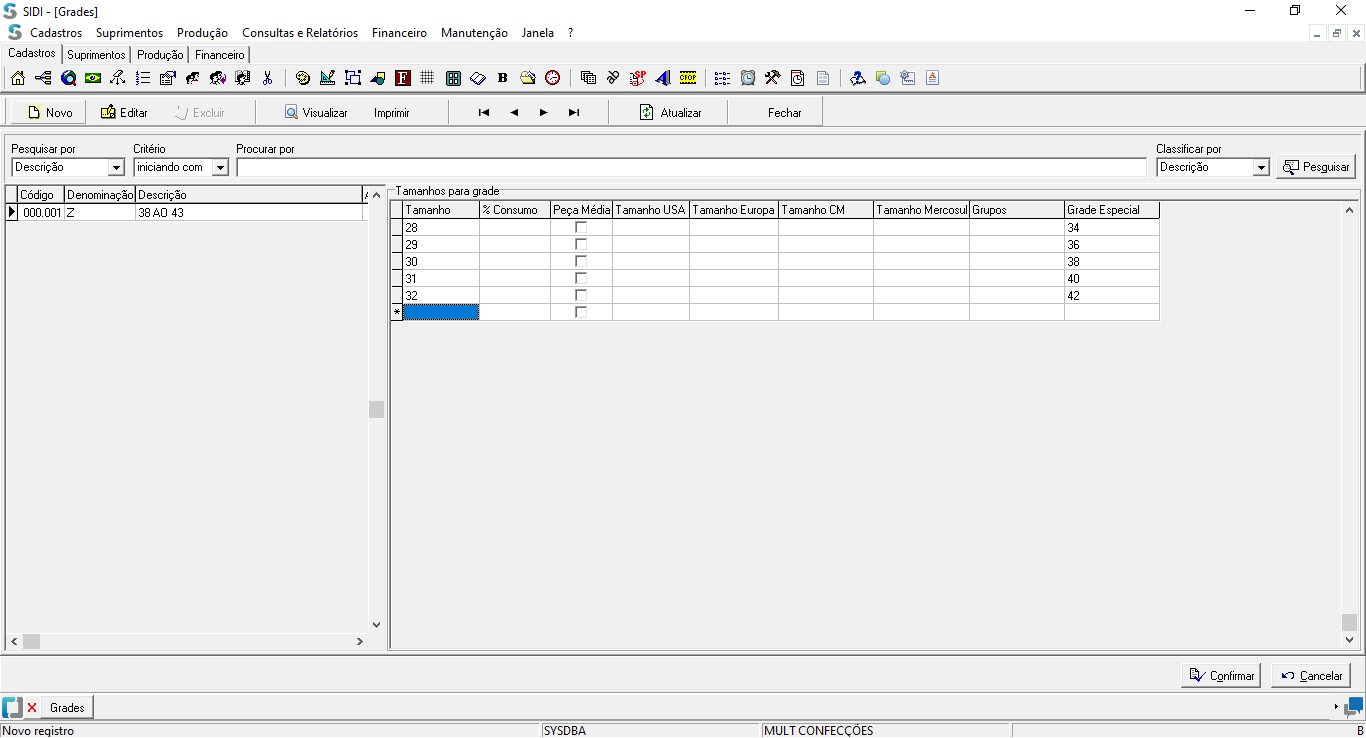 SIDI - [Grades]
Cadastros Suprimentos Produção Consultas e Relatórios Financeiro Manutenção Janela ?
Cadastros Suprimentos Produção Financeiro
F B SP CFOP A
Novo Editar Excluir Visualizar Imprimir Atualizar Fechar
Pesquisar por Critério Procurar por Classificar por
Descrição iniciando com Descrição Pesquisar
Tamanhos para grade
Código Denominação Descrição
000.001 Z 38 AO 43
Tamanho % Consumo Peça Média Tamanho USA Tamanho Europa Tamanho CM Tamanho Mercosul Grupos Grade Especial
28 34
29 36
30 38
31 40
32 42
*
Confirmar Cancelar
Grades
Novo registro SYSDBA MULT CONFECÇÕES B